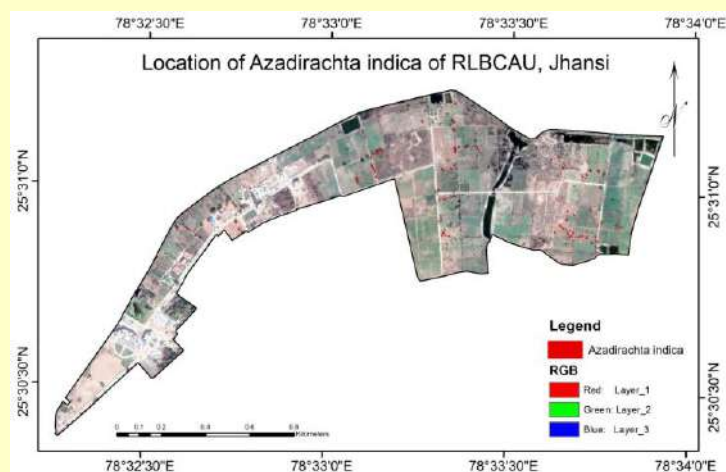 78°32'30"E 78°33'0"E 78°33'30"E 78°34'0"E
Location of Azadirachta indica of RLBCAU, Jhansi
N
25°31'0"N 25°31'0"N
Legend
Azadirachta indica
RGB
Red: Layer_1
Green: Layer_2
Blue: Layer_3
25°30'30"N 25°30'30"N
0 0.1 0.2 0.4 0.6 0.8
Kilometers
78°32'30"E 78°33'0"E 78°33'30"E 78°34'0"E